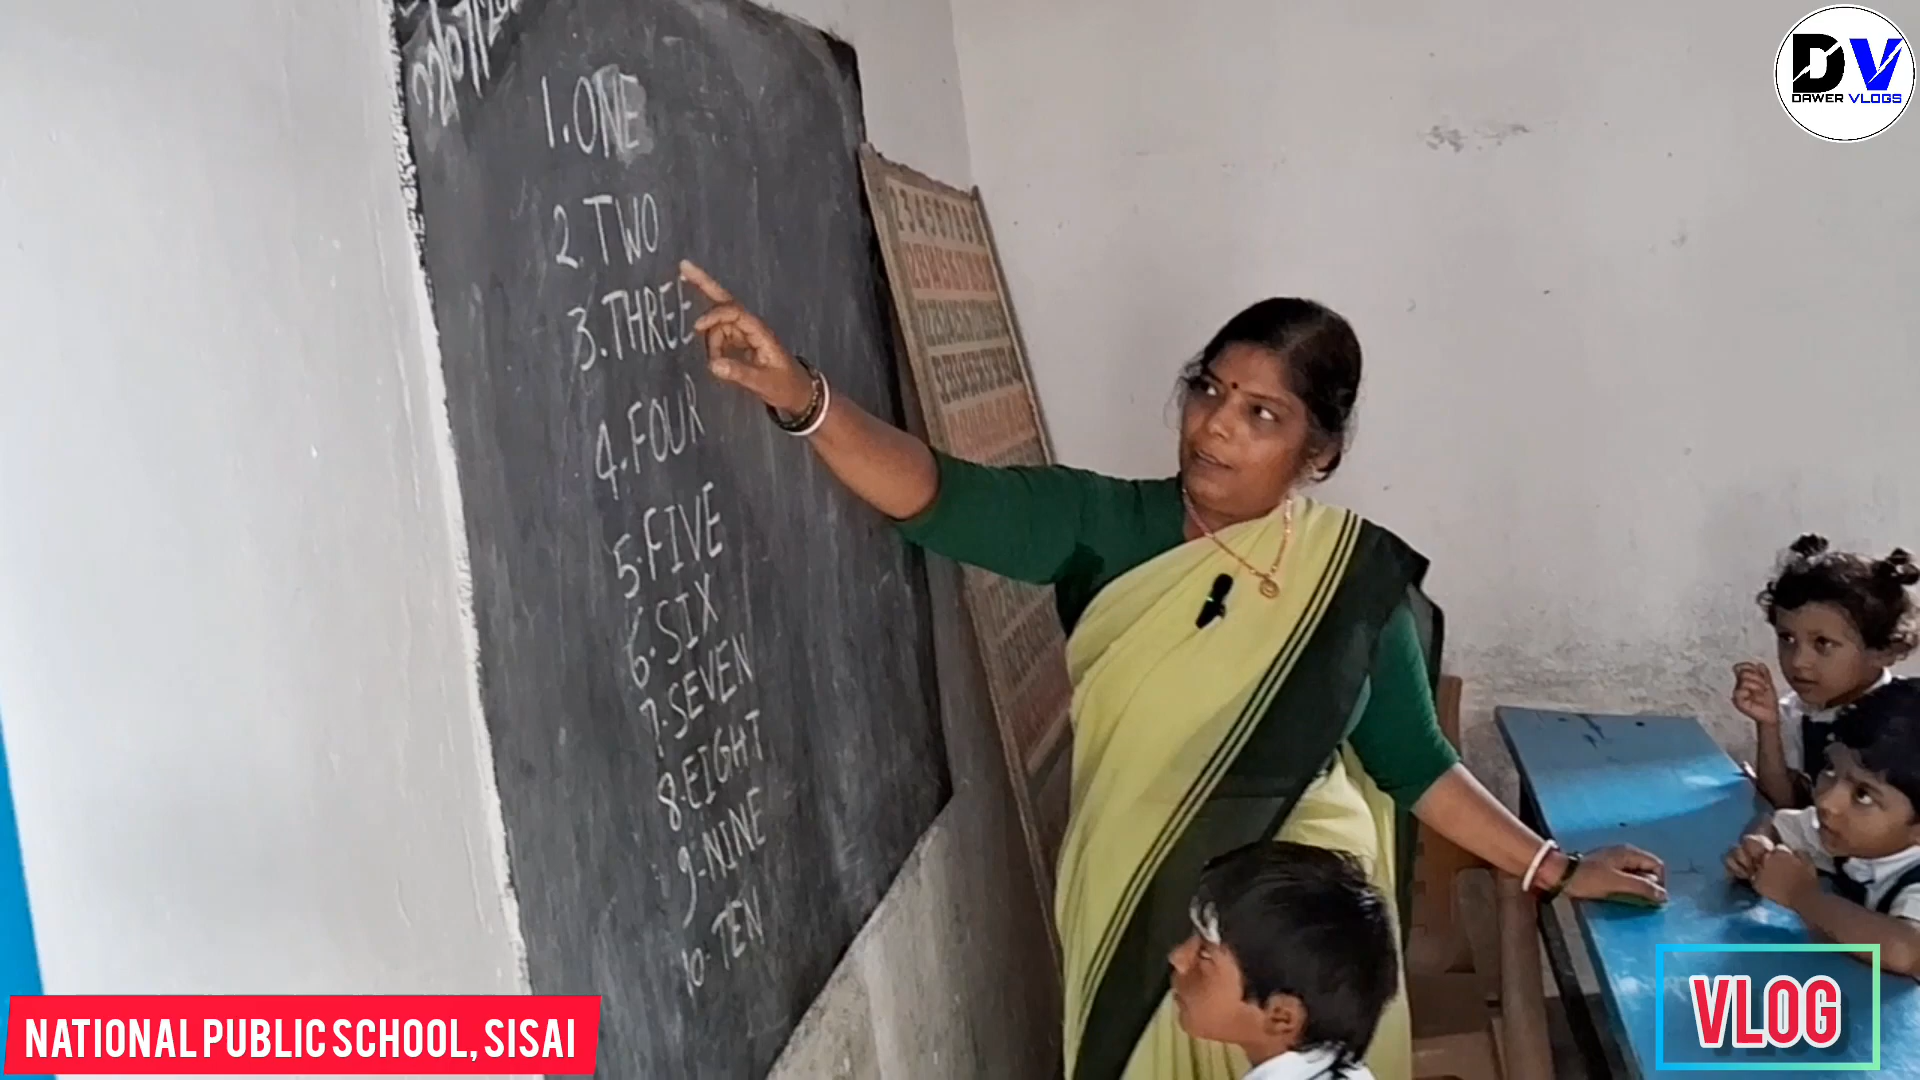 1. ONE
2. TWO
3. THREE
4. FOUR
5. FIVE
6. SIX
7. SEVEN
8. EIGHT
9. NINE
10. TEN
DV
DAWER VLOGS
NATIONAL PUBLIC SCHOOL, SISAI
VLOG